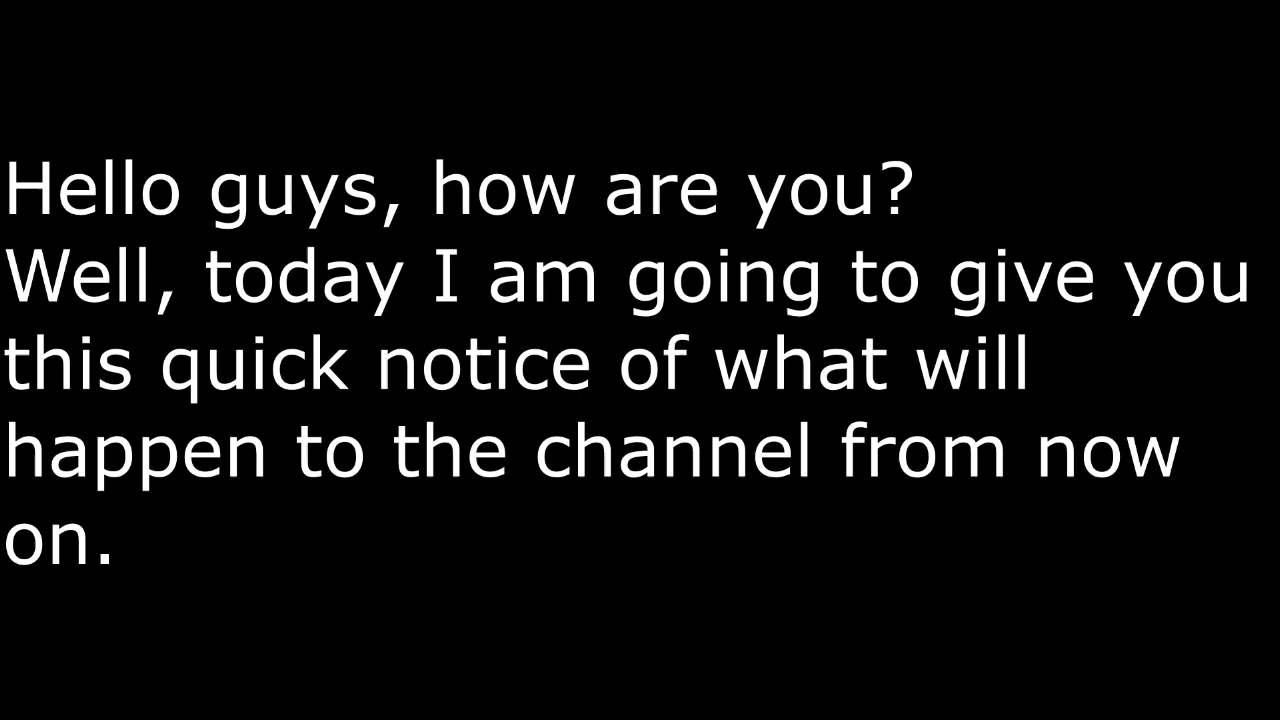 Hello guys, how are you?
Well, today I am going to give you
this quick notice of what will
happen to the channel from now
on.